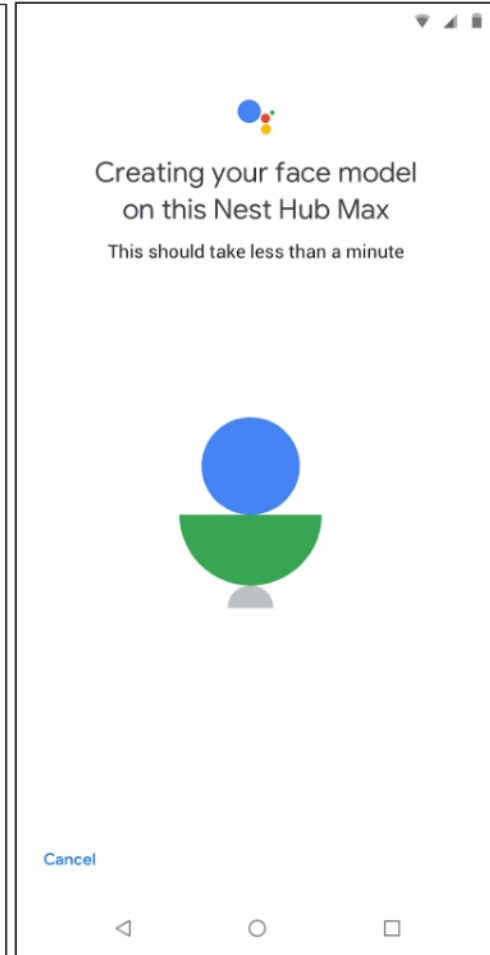 Creating your face model
on this Nest Hub Max
This should take less than a minute
Cancel